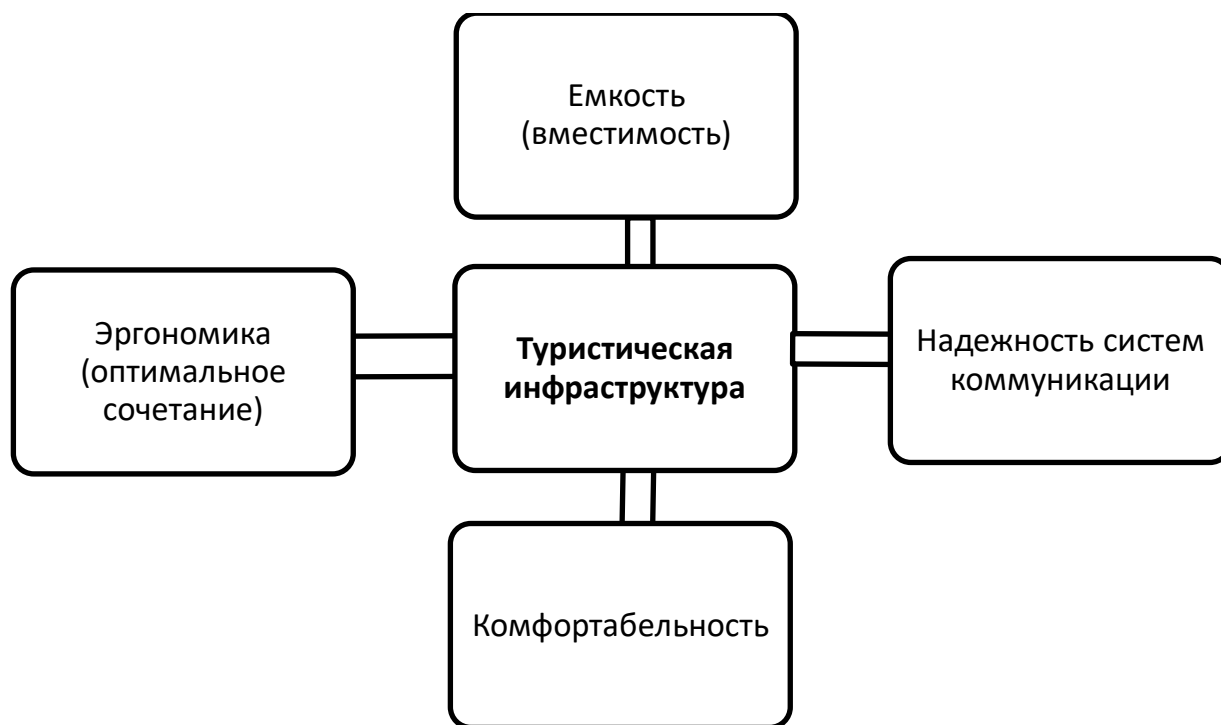 Емкость
(вместимость)
Эргономика
(оптимальное
сочетание)
Туристическая
инфраструктура
Надежность систем
коммуникации
Комфортабельность